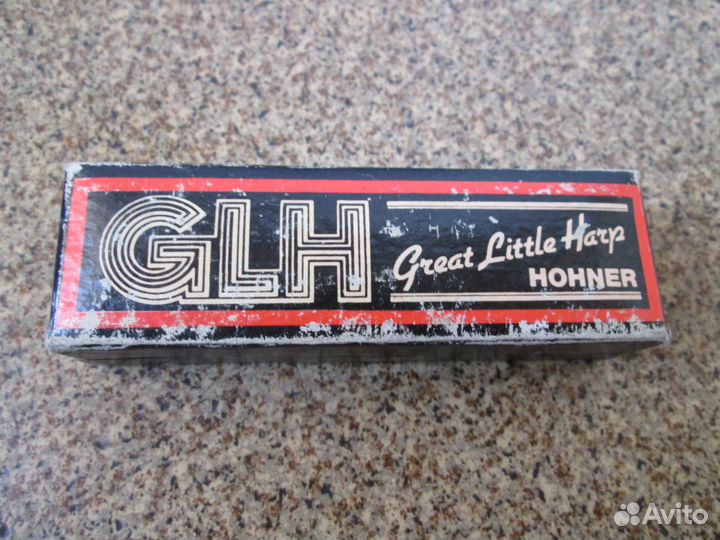 GLH
Great Little Harp
HOHNER
Avito